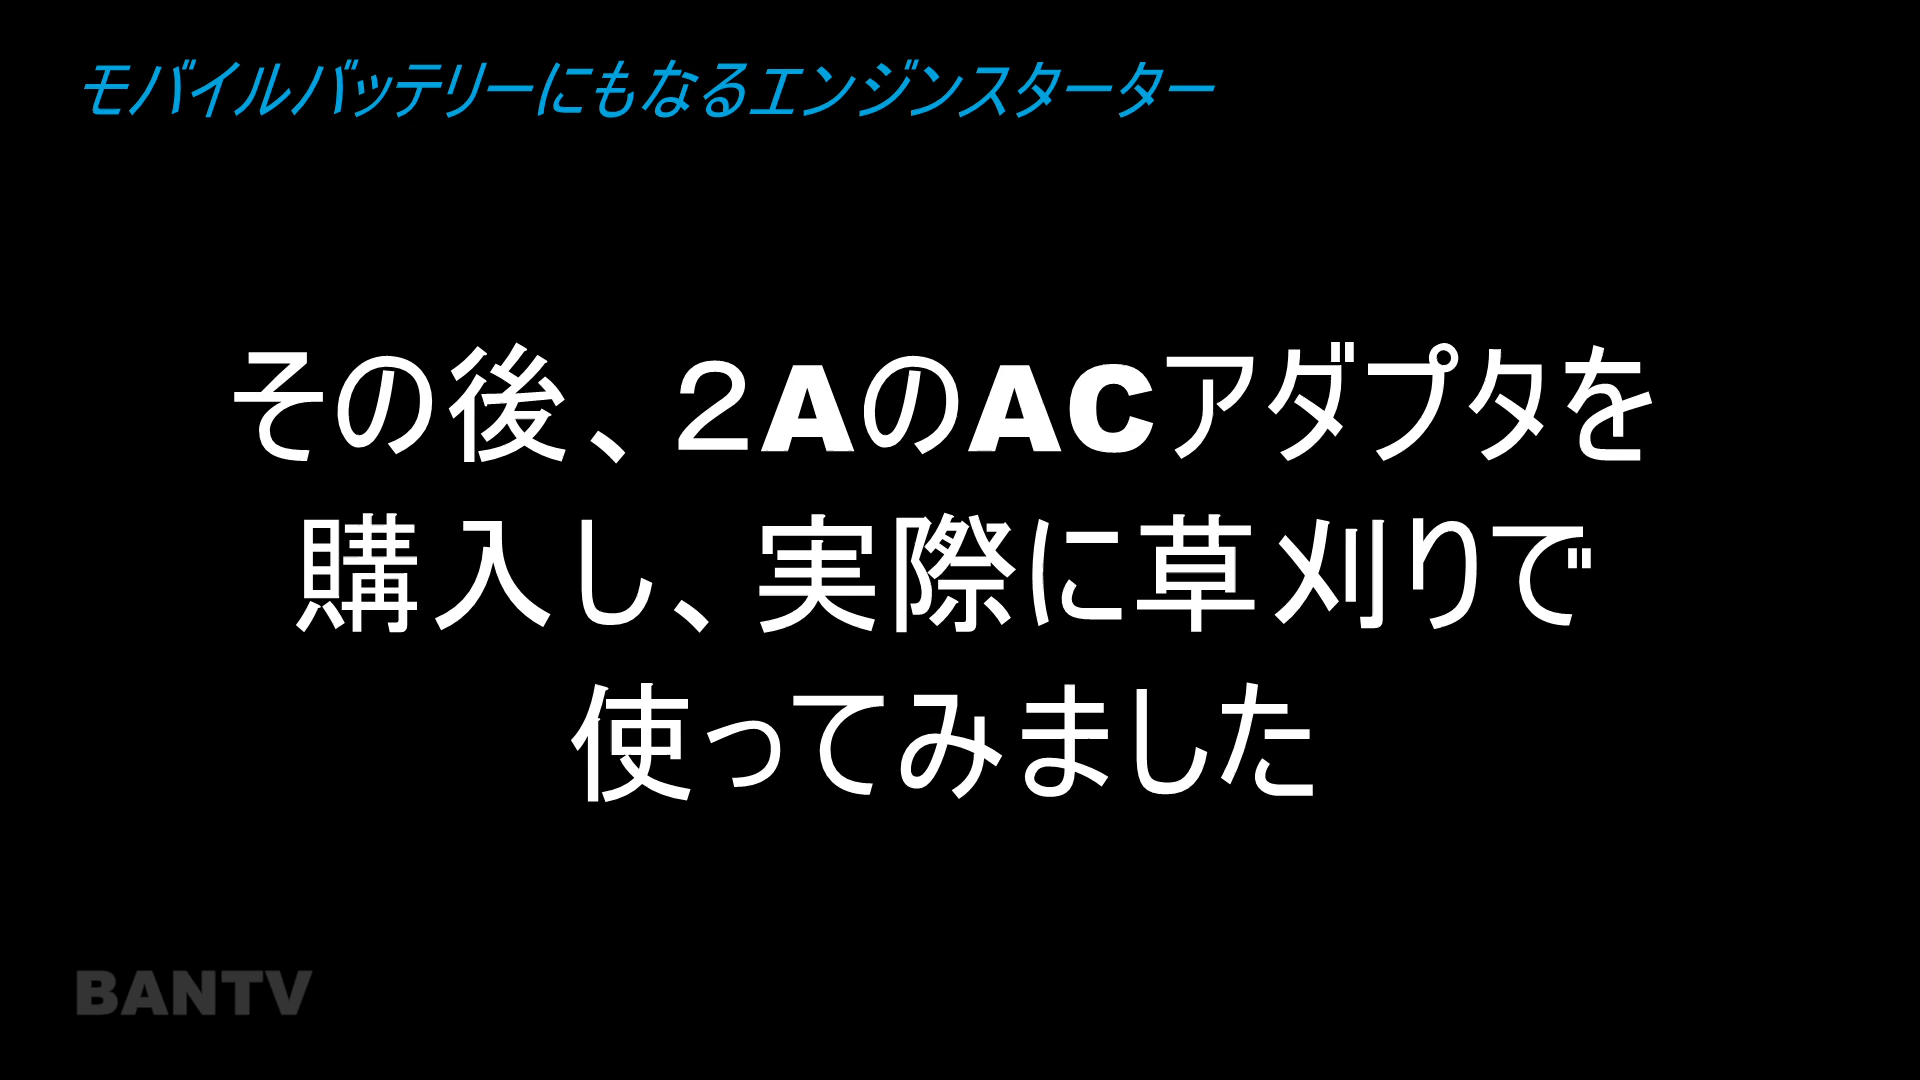 モバイルバッテリーにもなるエンジンスターター
その後、２AのACアダプタを
購入し、実際に草刈りで
使ってみました
BANTV